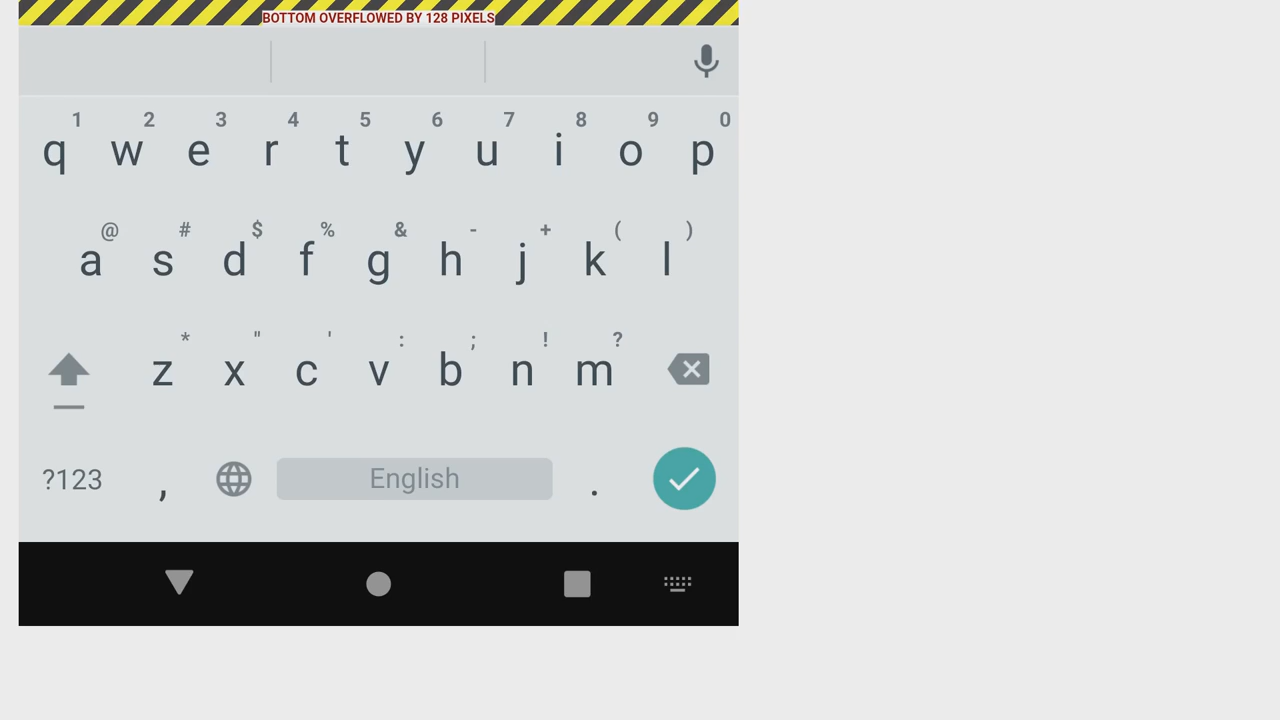 BOTTOM OVERFLOWED BY 128 PIXELS
1 2 3 4 5 6 7 8 9 0
q w e r t y u i o p
@ # $ % & - + ( )
a s d f g h j k l
* " ' : ; ! ?
z x c v b n m
?123 , English .